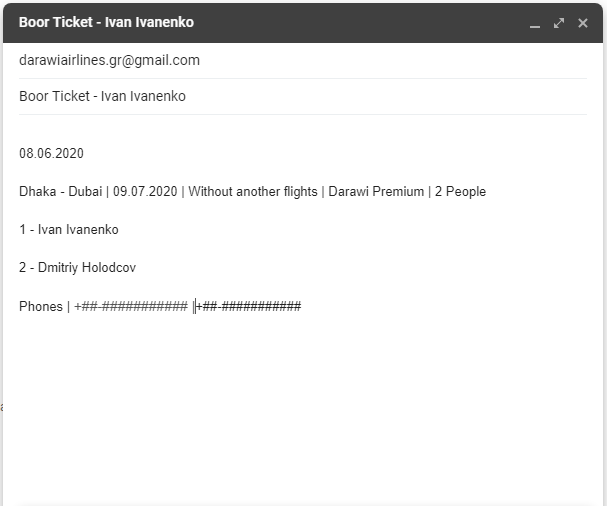 Boor Ticket - Ivan Ivanenko
darawiairlines.gr@gmail.com
Boor Ticket - Ivan Ivanenko
08.06.2020
Dhaka - Dubai | 09.07.2020 | Without another flights | Darawi Premium | 2 People
1 - Ivan Ivanenko
2 - Dmitriy Holodcov
Phones | +##-########### |+##-###########